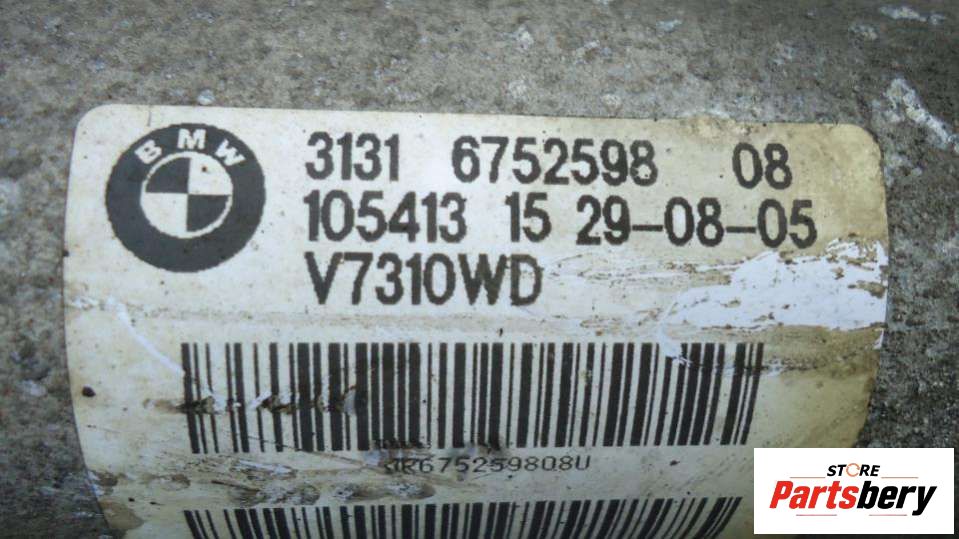 BMW
3131 6752598 08
105413 15 29-08-05
V7310WD
675259808U
STORE
Partsbery